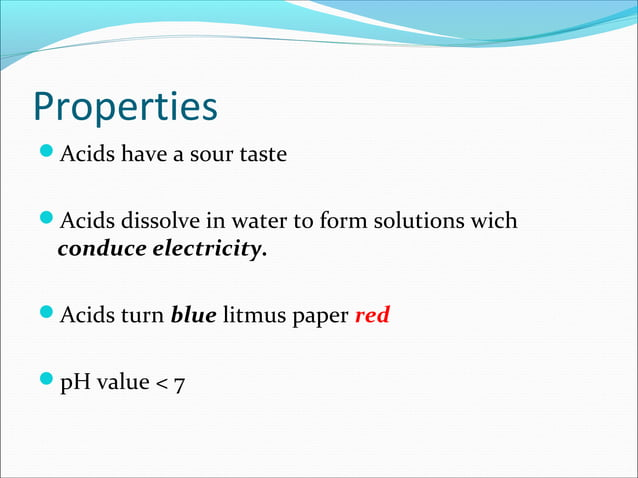 Properties
Acids have a sour taste
Acids dissolve in water to form solutions wich
conduce electricity.
Acids turn blue litmus paper red
pH value < 7